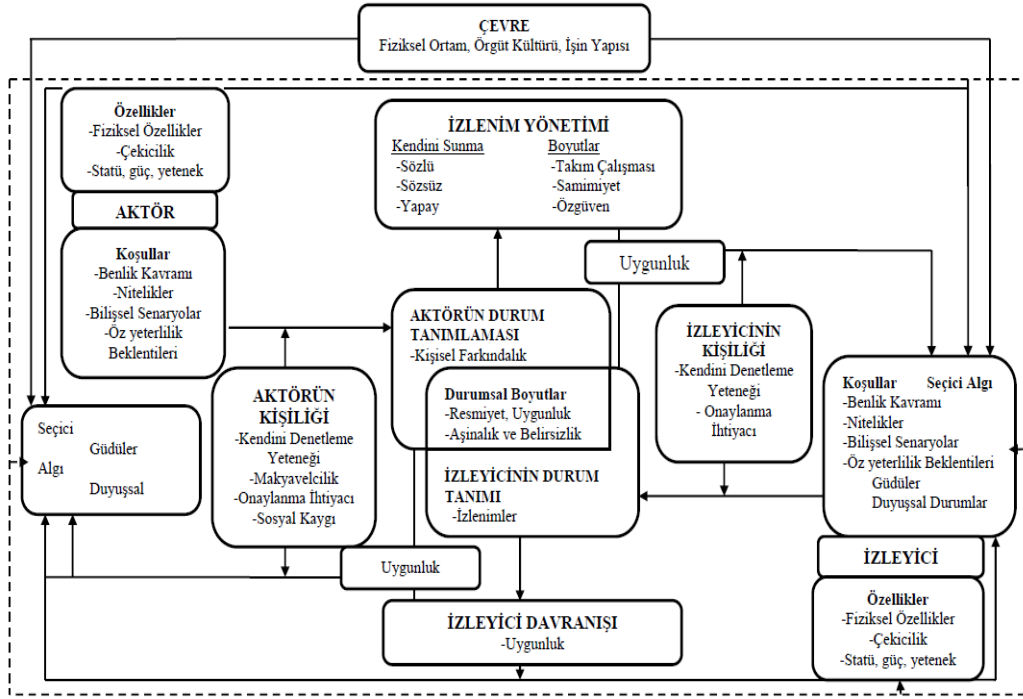 ÇEVRE
Fiziksel Ortam, Örgüt Kültürü, İşin Yapısı
Özellikler
-Fiziksel Özellikler
-Çekicilik
-Statü, güç, yetenek
AKTÖR
Koşullar
-Benlik Kavramı
-Nitelikler
-Bilişsel Senaryolar
-Öz yeterlilik
Beklentileri
İZLENİM YÖNETİMİ
Kendini Sunma Boyutlar
-Sözlü -Takım Çalışması
-Sözsüz -Samimiyet
-Yapay -Özgüven
Uygunluk
AKTÖRÜN DURUM
TANIMLAMASI
-Kişisel Farkındalık
Durumsal Boyutlar
-Resmiyet, Uygunluk
-Aşinalık ve Belirsizlik
İZLEYİCİNİN DURUM
TANIMI
-İzlenimler
İZLEYİCİNİN
KİŞİLİĞİ
-Kendini Denetleme
Yeteneği
- Onaylanma
İhtiyacı
Koşullar Seçici Algı
-Benlik Kavramı
-Nitelikler
-Bilişsel Senaryolar
-Öz yeterlilik Beklentileri
Güdüler
Duyuşsal Durumlar
İZLEYİCİ
Özellikler
-Fiziksel Özellikler
-Çekicilik
-Statü, güç, yetenek
Seçici
Güdüler
Algı
Duyuşsal
AKTÖRÜN
KİŞİLİĞİ
-Kendini Denetleme
Yeteneği
-Makyavelcilik
-Onaylanma İhtiyacı
-Sosyal Kaygı
Uygunluk
İZLEYİCİ DAVRANIŞI
-Uygunluk